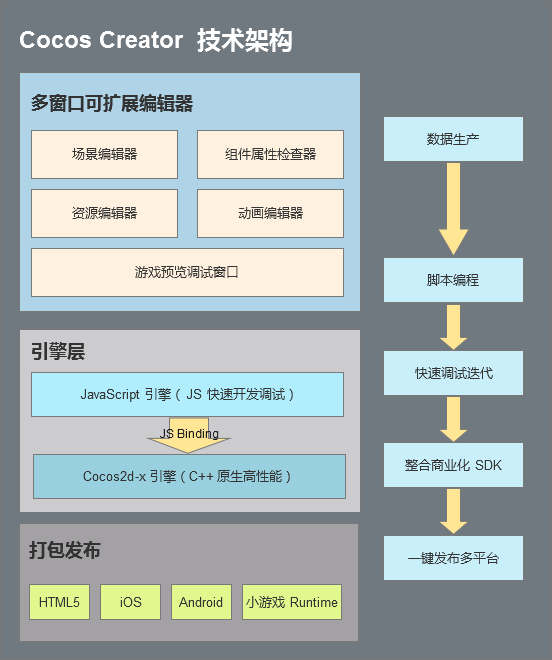 Cocos Creator 技术架构
多窗口可扩展编辑器
场景编辑器
组件属性检查器
资源编辑器
动画编辑器
游戏预览调试窗口
引擎层
JavaScript 引擎（ JS 快速开发调试）
JS Binding
Cocos2d-x 引擎（C++ 原生高性能）
打包发布
HTML5
iOS
Android
小游戏 Runtime
数据生产
脚本编程
快速调试迭代
整合商业化 SDK
一键发布多平台